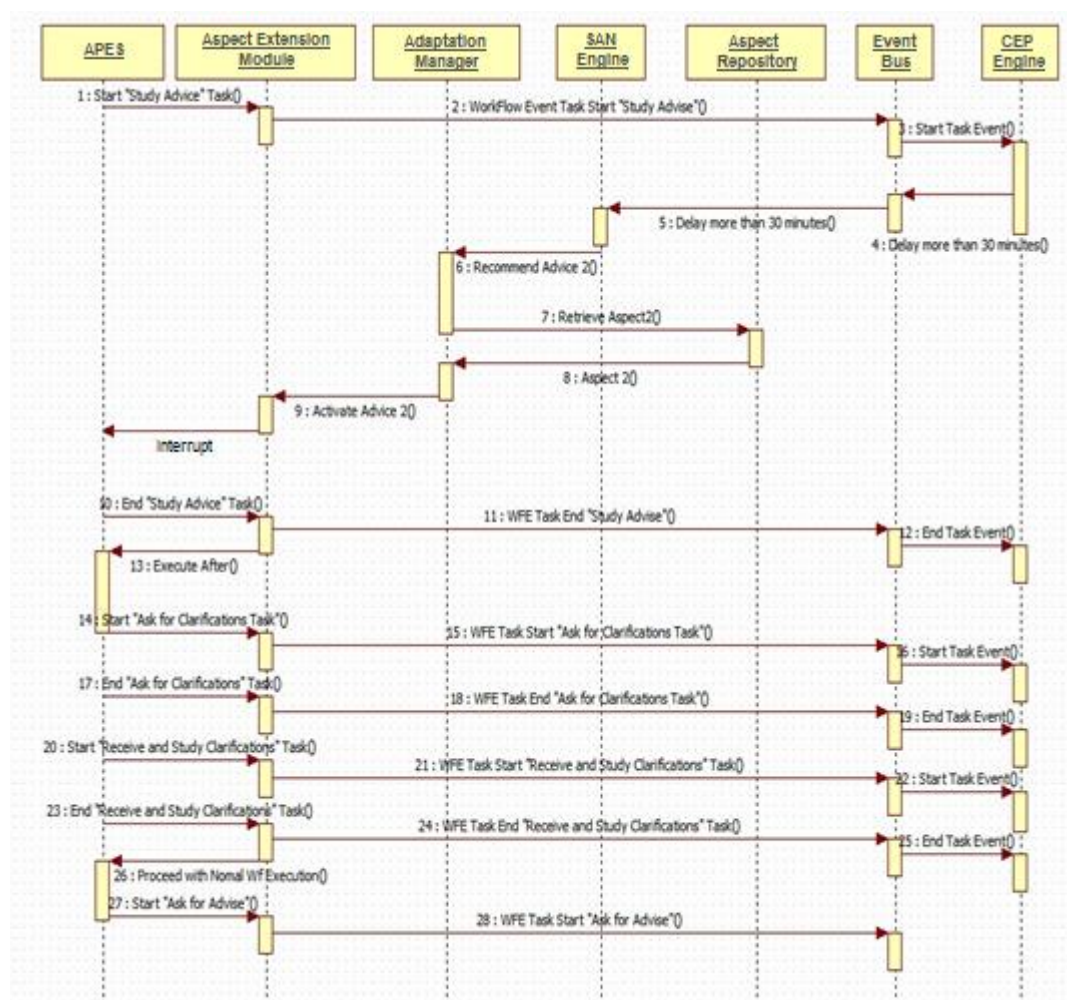 APES
Aspect Extension
Module
Adaptation
Manager
SAN
Engine
Aspect
Repository
Event
Bus
CEP
Engine
1 : Start "Study Advice" Task()
2 : WorkFlow Event Task Start "Study Advise"()
3 : Start Task Event()
4 : Delay more than 30 minutes()
5 : Delay more than 30 minutes()
6 : Recommend Advice 2()
7 : Retrieve Aspect2()
8 : Aspect 2()
9 : Activate Advice 2()
Interrupt
10 : End "Study Advice" Task()
11 : WFE Task End "Study Advise"()
12 : End Task Event()
13 : Execute After()
14 : Start "Ask for Clarifications Task"()
15 : WFE Task Start "Ask for Clarifications Task"()
16 : Start Task Event()
17 : End "Ask for Clarifications" Task()
18 : WFE Task End "Ask for Clarifications Task"()
19 : End Task Event()
20 : Start "Receive and Study Clarifications" Task()
21 : WFE Task Start "Receive and Study Clarifications" Task()
22 : Start Task Event()
23 : End "Receive and Study Clarifications" Task()
24 : WFE Task End "Receive and Study Clarifications" Task()
25 : End Task Event()
26 : Proceed with Nomal Wf Execution()
27 : Start "Ask for Advise"()
28 : WFE Task Start "Ask for Advise"()